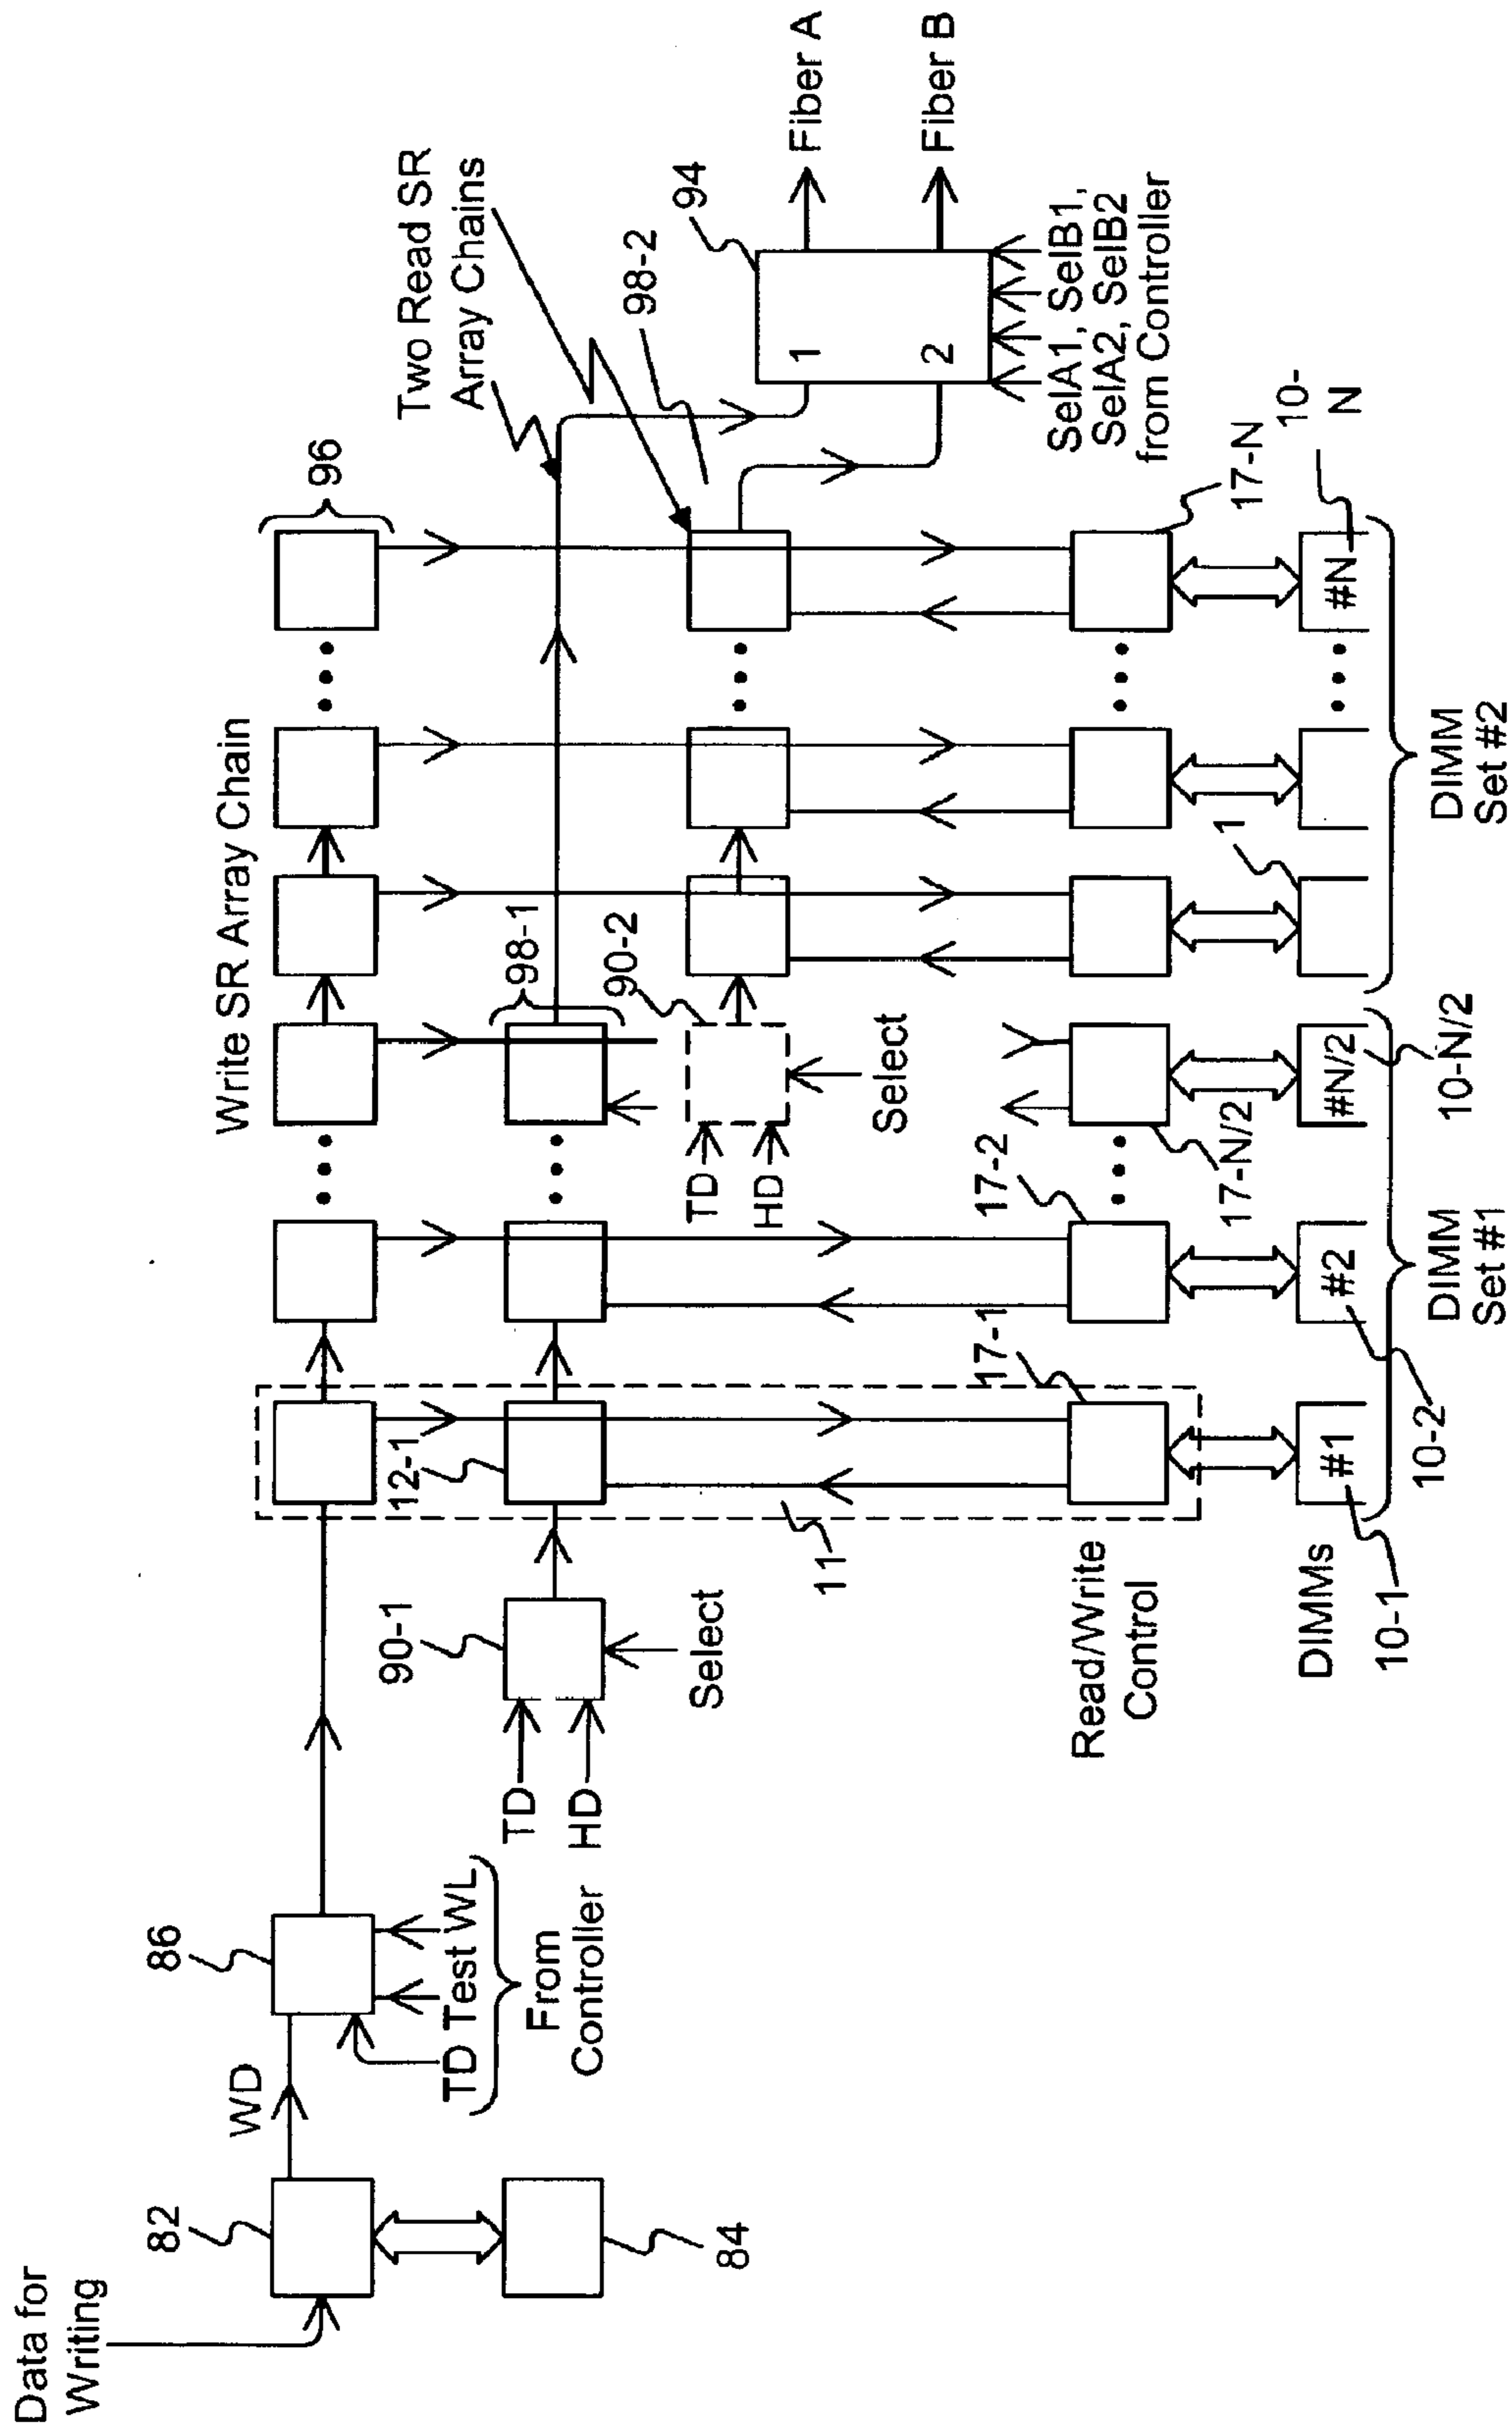 Data for
Writing
82
84
WD
86
TD Test WL
From
Controller
TD
HD
90-1
Select
Write SR Array Chain
96
12-1
11
98-1
90-2
TD
HD
Select
Two Read SR
Array Chains
98-2
94
1
2
Fiber A
Fiber B
SelA1, SelB1,
SelA2, SelB2
from Controller
Read/Write
Control
17-1
17-2
17-N/2
17-N
DIMMs
#1
#2
#N/2
#N
10-1
10-2
10-N/2
1
10-
N
DIMM
Set #1
DIMM
Set #2